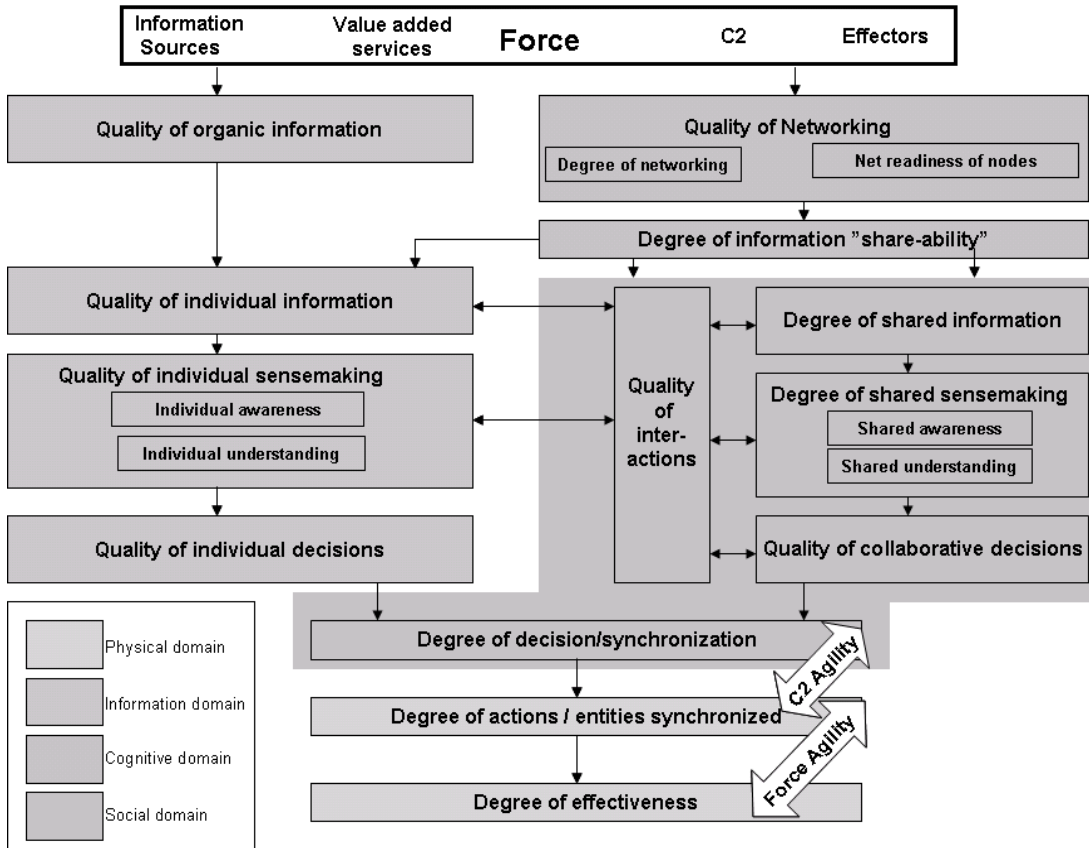 Information
Sources
Value added
services
Force
C2
Effectors
Quality of organic information
Quality of Networking
Degree of networking
Net readiness of nodes
Degree of information ”share-ability”
Quality of individual information
Degree of shared information
Quality of individual sensemaking
Individual awareness
Individual understanding
Quality
of
inter-
actions
Degree of shared sensemaking
Shared awareness
Shared understanding
Quality of individual decisions
Quality of collaborative decisions
Degree of decision/synchronization
C2 Agility
Degree of actions / entities synchronized
Force Agility
Degree of effectiveness
Physical domain
Information domain
Cognitive domain
Social domain